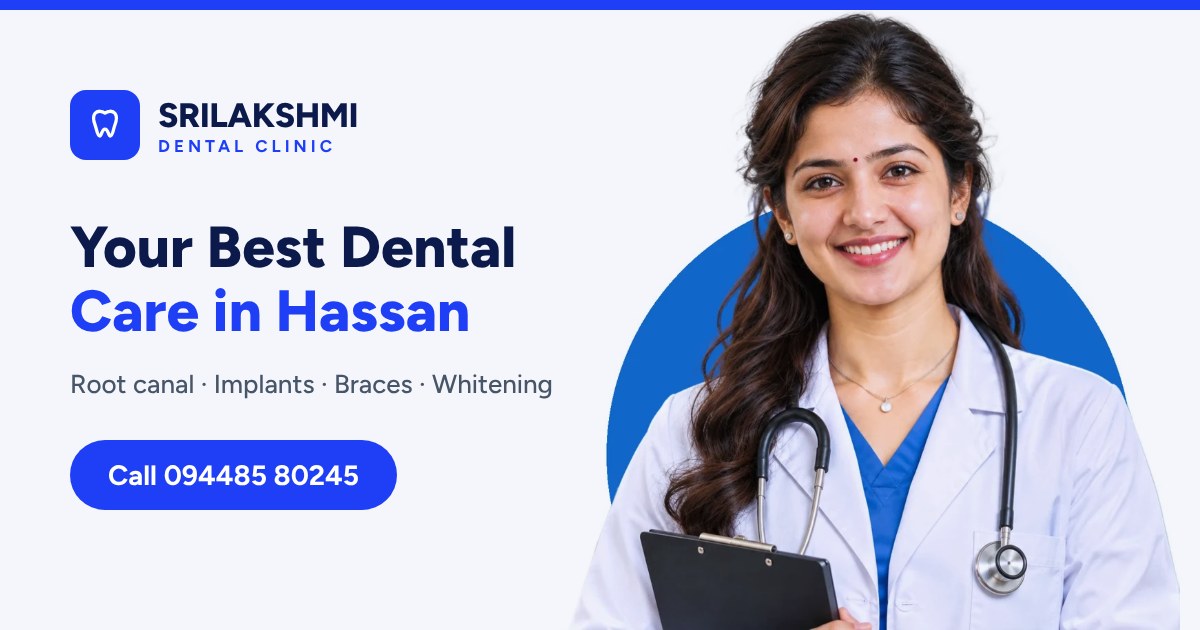 SRILAKSHMI
DENTAL CLINIC
Your Best Dental
Care in Hassan
Root canal · Implants · Braces · Whitening
Call 094485 80245